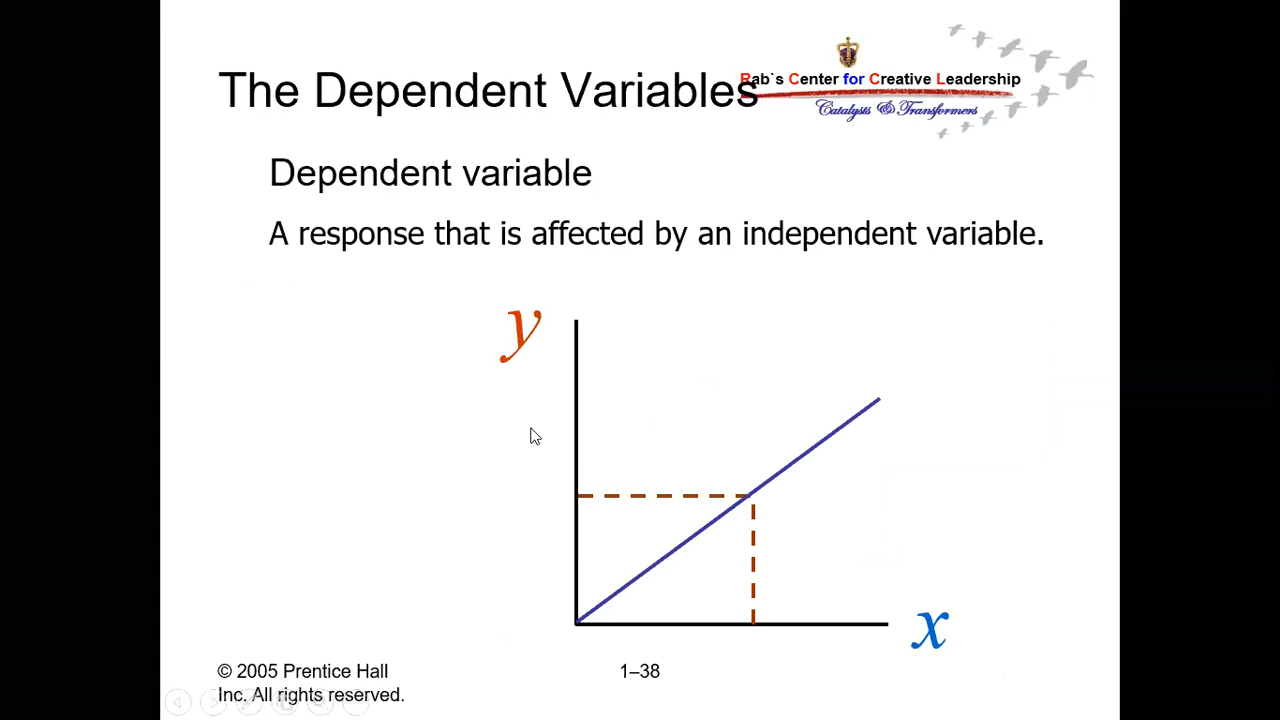 The Dependent Variables
Rab`s Center for Creative Leadership
Catalysts & Transformers
Dependent variable
A response that is affected by an independent variable.
y
x
© 2005 Prentice Hall
Inc. All rights reserved.
1–38